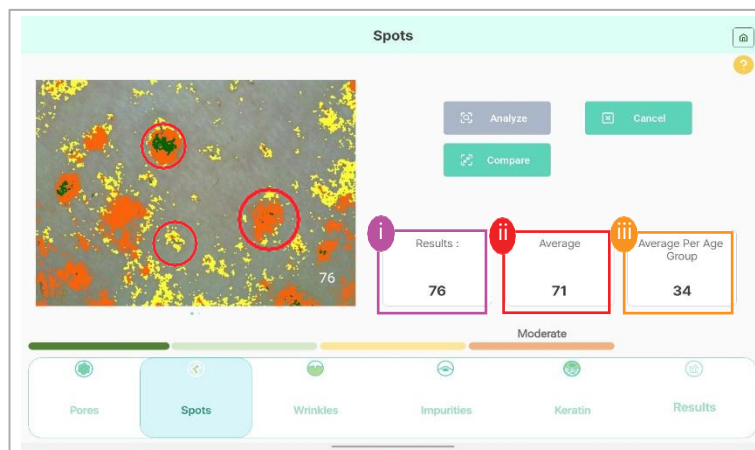 Spots
?
Analyze
Cancel
Compare
i
ii
iii
Results :
Average
Average Per Age
Group
76
76
71
34
Moderate
Pores
Spots
Wrinkles
Impurities
Keratin
Results